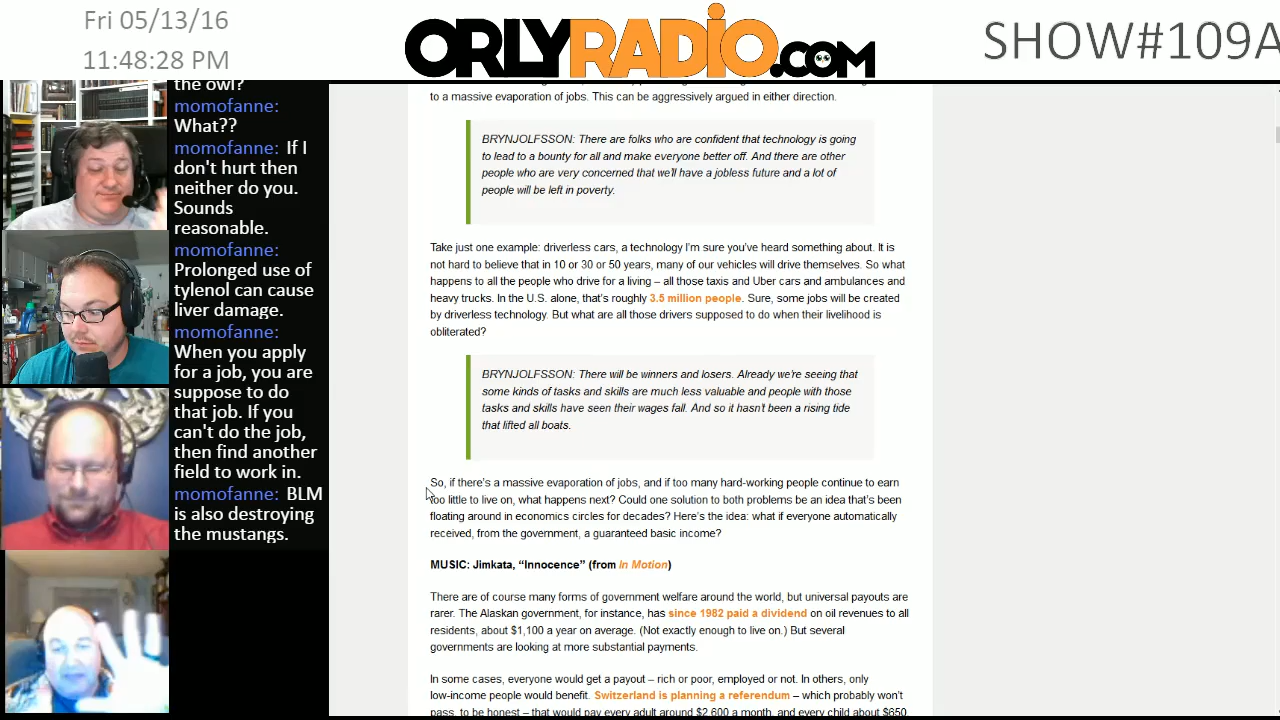 Fri 05/13/16
11:48:28 PM
ORLYRADIO.COM
SHOW#109A
the owl?
momofanne:
What??
momofanne: If I
don't hurt then
neither do you.
Sounds
reasonable.
momofanne:
Prolonged use of
tylenol can cause
liver damage.
momofanne:
When you apply
for a job, you are
suppose to do
that job. If you
can't do the job,
then find another
field to work in.
momofanne: BLM
is also destroying
the mustangs.
to a massive evaporation of jobs. This can be aggressively argued in either direction.
BRYNJOLFSSON: There are folks who are confident that technology is going
to lead to a bounty for all and make everyone better off. And there are other
people who are very concerned that we'll have a jobless future and a lot of
people will be left in poverty.
Take just one example: driverless cars, a technology I'm sure you've heard something about. It is
not hard to believe that in 10 or 30 or 50 years, many of our vehicles will drive themselves. So what
happens to all the people who drive for a living – all those taxis and Uber cars and ambulances and
heavy trucks. In the U.S. alone, that's roughly 3.5 million people. Sure, some jobs will be created
by driverless technology. But what are all those drivers supposed to do when their livelihood is
obliterated?
BRYNJOLFSSON: There will be winners and losers. Already we're seeing that
some kinds of tasks and skills are much less valuable and people with those
tasks and skills have seen their wages fall. And so it hasn't been a rising tide
that lifted all boats.
So, if there's a massive evaporation of jobs, and if too many hard-working people continue to earn
too little to live on, what happens next? Could one solution to both problems be an idea that's been
floating around in economics circles for decades? Here's the idea: what if everyone automatically
received, from the government, a guaranteed basic income?
MUSIC: Jimkata, “Innocence” (from In Motion)
There are of course many forms of government welfare around the world, but universal payouts are
rarer. The Alaskan government, for instance, has since 1982 paid a dividend on oil revenues to all
residents, about $1,100 a year on average. (Not exactly enough to live on.) But several
governments are looking at more substantial payments.
In some cases, everyone would get a payout – rich or poor, employed or not. In others, only
low-income people would benefit. Switzerland is planning a referendum – which probably won't
pass, to be honest – that would pay every adult around $2,600 a month, and every child about $650